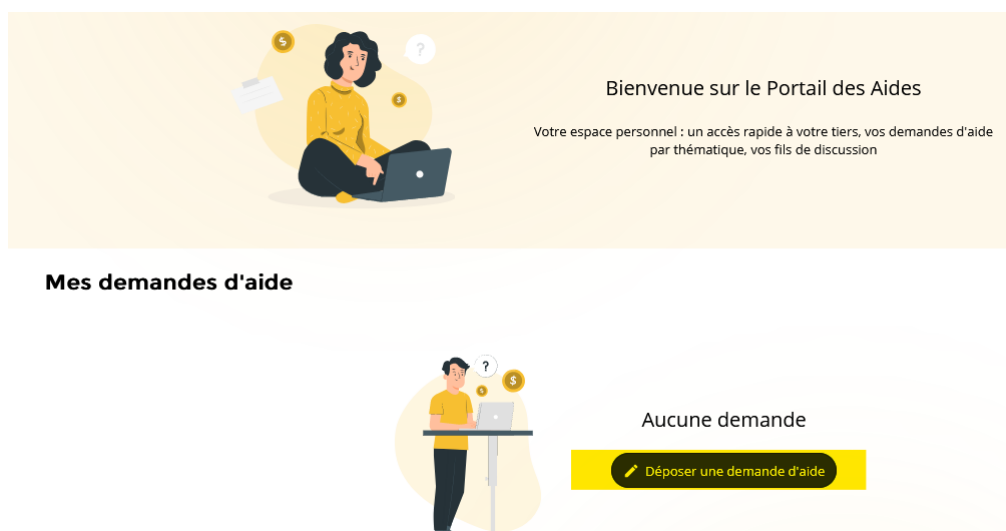 Bienvenue sur le Portail des Aides
Votre espace personnel : un accès rapide à votre tiers, vos demandes d'aide
par thématique, vos fils de discussion
Mes demandes d'aide
Aucune demande
Déposer une demande d'aide